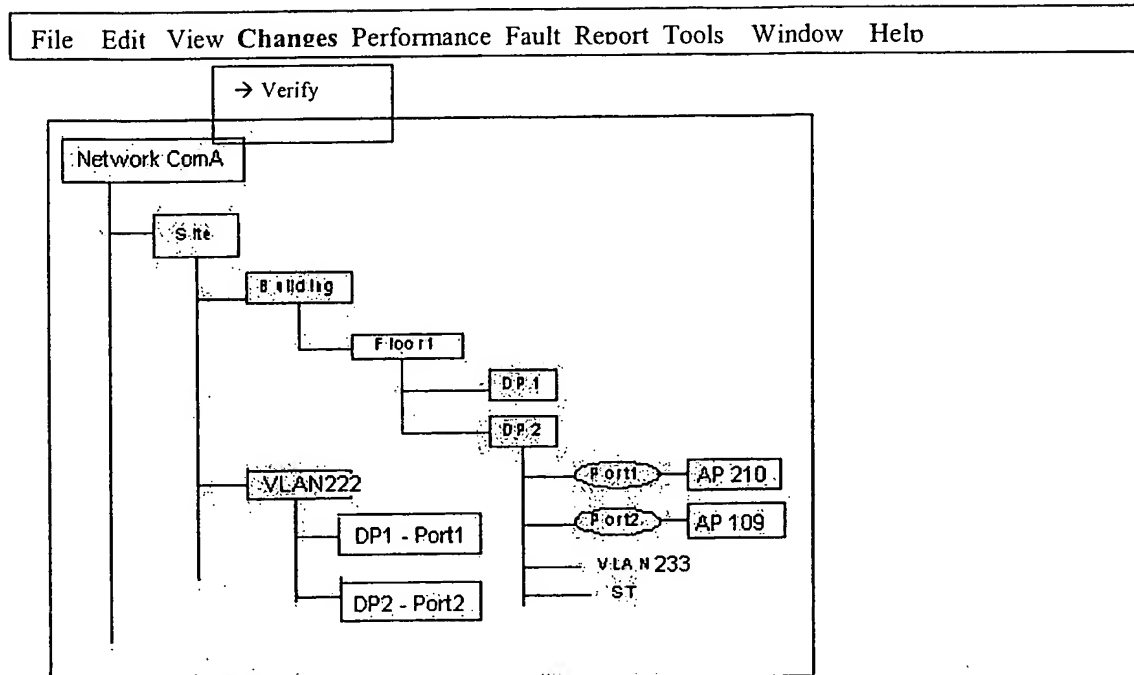 File Edit View Changes Performance Fault Report Tools Window Help
→ Verify
Network ComA
Site
Building
Floor1
DP1
DP2
Port1 AP 210
VLAN222
Port2 AP 109
DP1 - Port1
VLAN 233
ST
DP2 - Port2